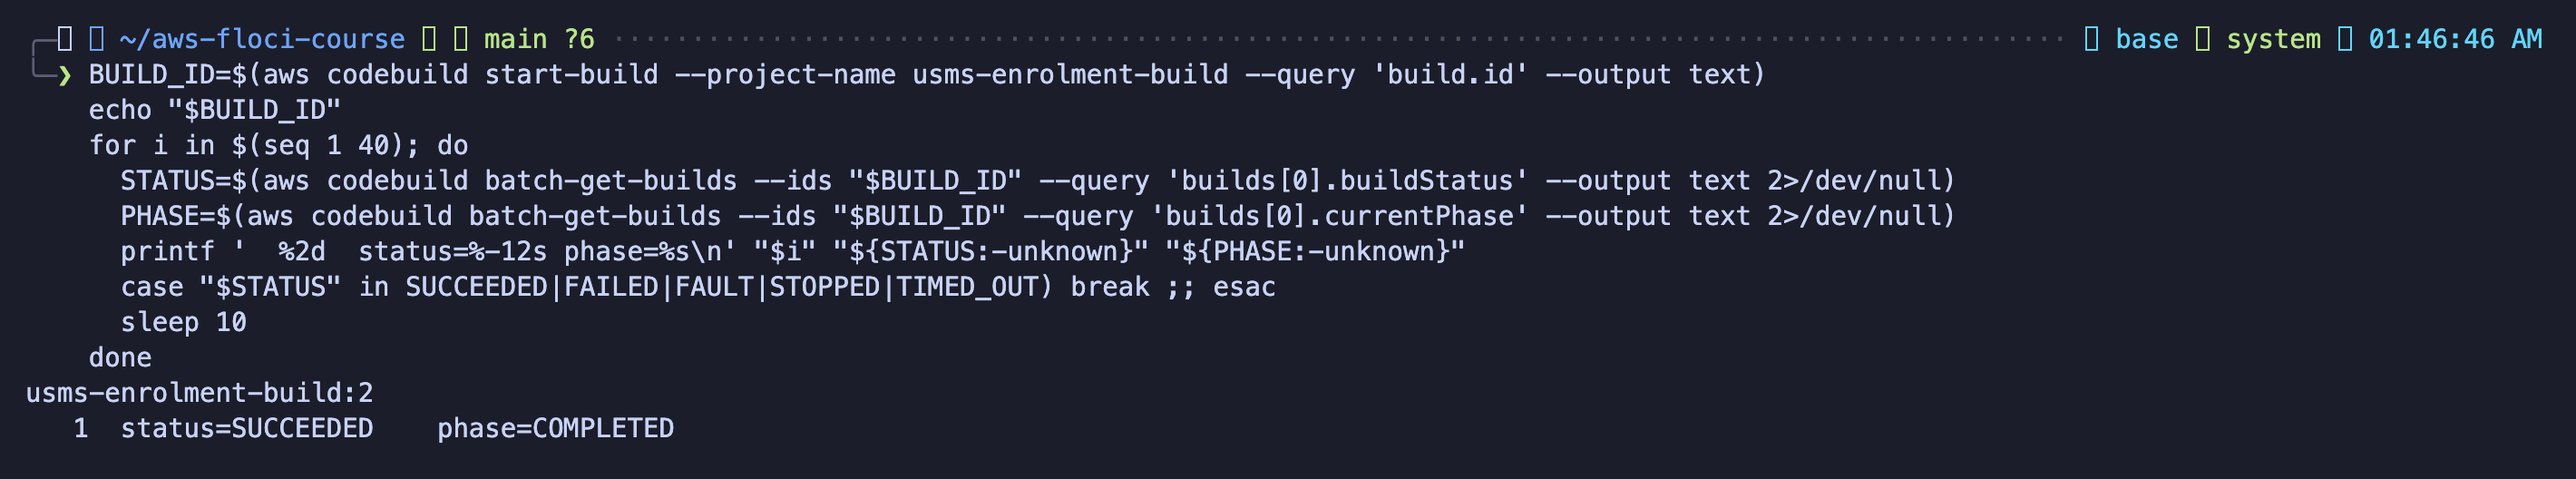 ~/aws-floci-course main ?6 base system 01:46:46 AM
❯ BUILD_ID=$(aws codebuild start-build --project-name usms-enrolment-build --query 'build.id' --output text)
echo "$BUILD_ID"
for i in $(seq 1 40); do
  STATUS=$(aws codebuild batch-get-builds --ids "$BUILD_ID" --query 'builds[0].buildStatus' --output text 2>/dev/null)
  PHASE=$(aws codebuild batch-get-builds --ids "$BUILD_ID" --query 'builds[0].currentPhase' --output text 2>/dev/null)
  printf '  %2d  status=%-12s phase=%s\n' "$i" "${STATUS:-unknown}" "${PHASE:-unknown}"
  case "$STATUS" in SUCCEEDED|FAILED|FAULT|STOPPED|TIMED_OUT) break ;; esac
  sleep 10
done
usms-enrolment-build:2
   1  status=SUCCEEDED    phase=COMPLETED